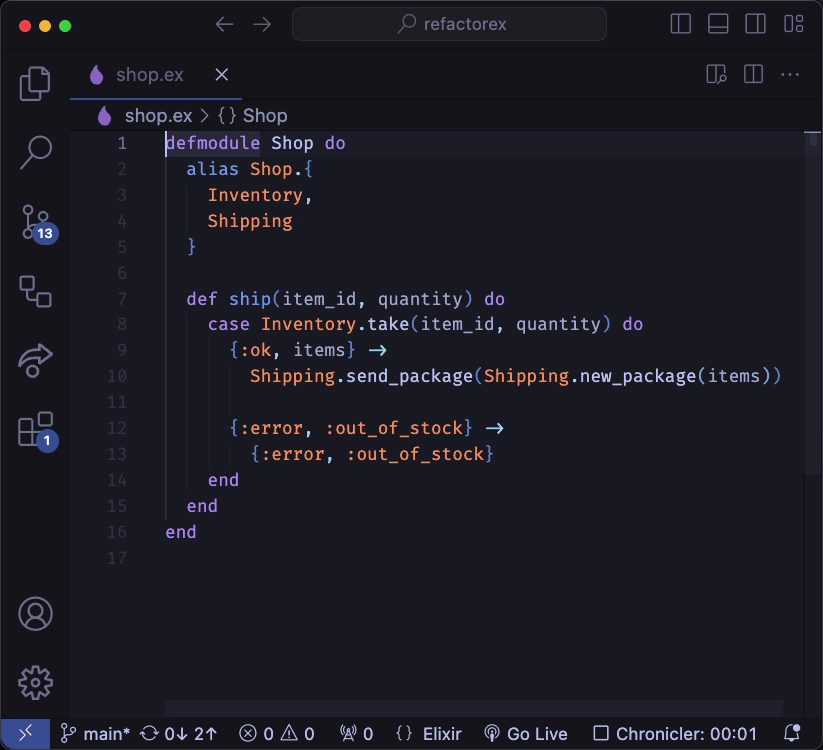 refactorex
shop.ex
shop.ex > {} Shop
1 defmodule Shop do
2   alias Shop.{
3     Inventory,
4     Shipping
5   }
6
7   def ship(item_id, quantity) do
8     case Inventory.take(item_id, quantity) do
9       {:ok, items} ->
10         Shipping.send_package(Shipping.new_package(items))
11
12       {:error, :out_of_stock} ->
13         {:error, :out_of_stock}
14     end
15   end
16 end
17
13
1
main* 0↓ 2↑ 0 0 0 {} Elixir Go Live Chronicler: 00:01